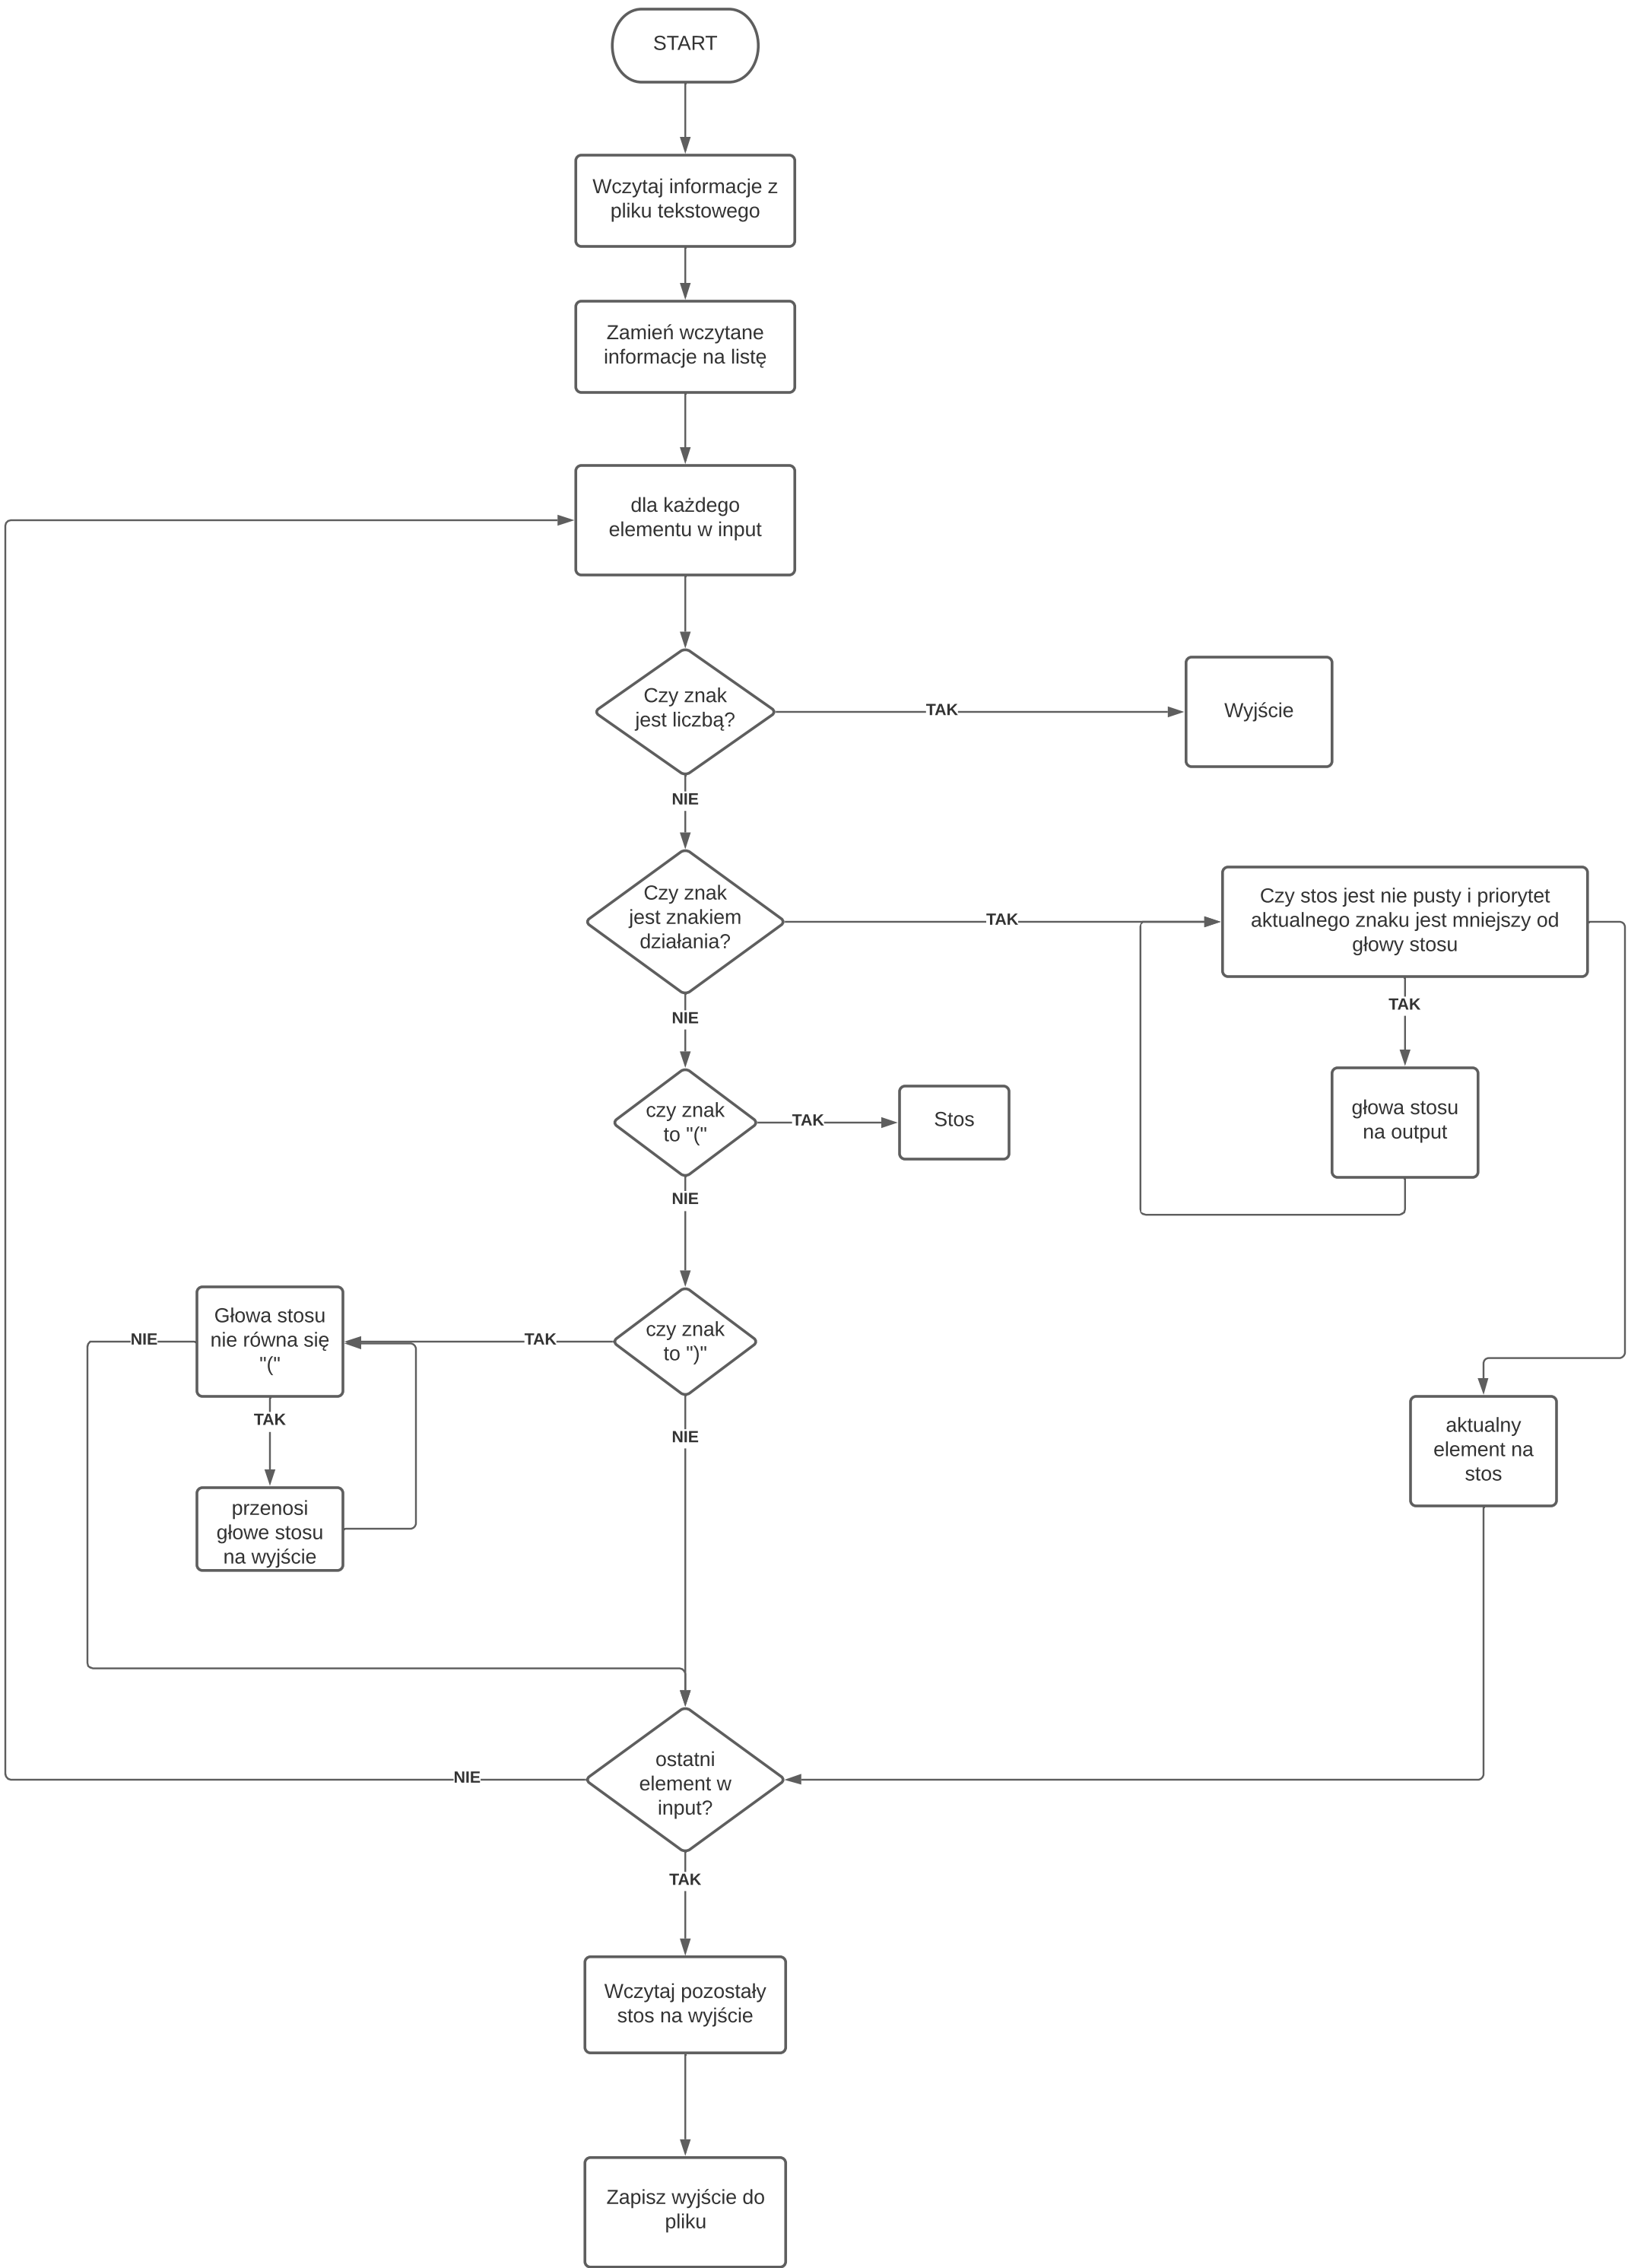 START
Wczytaj informacje z
pliku tekstowego
Zamień wczytane
informacje na listę
dla każdego
elementu w input
Czy znak
jest liczbą?
TAK
Wyjście
NIE
Czy znak
jest znakiem
działania?
TAK
Czy stos jest nie pusty i priorytet
aktualnego znaku jest mniejszy od
głowy stosu
TAK
głowa stosu
na output
NIE
czy znak
to "("
TAK
Stos
NIE
czy znak
to ")"
TAK
Głowa stosu
nie równa się
"("
NIE
TAK
przenosi
głowe stosu
na wyjście
NIE
aktualny
element na
stos
ostatni
element w
input?
NIE
TAK
Wczytaj pozostały
stos na wyjście
Zapisz wyjście do
pliku